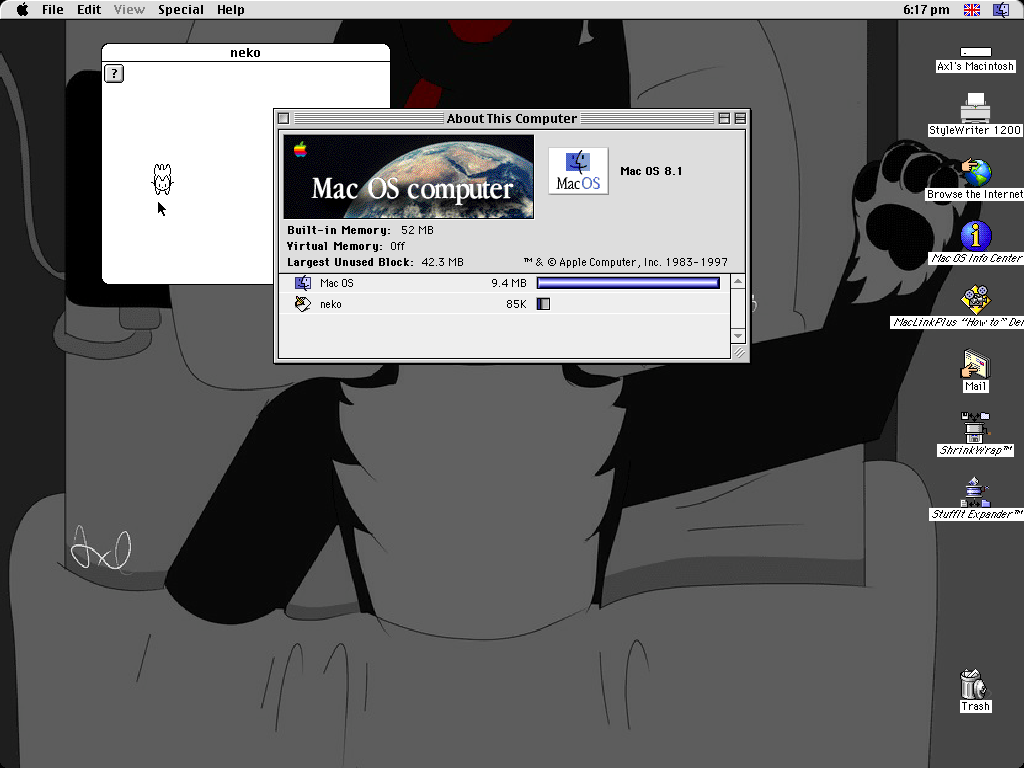 File Edit View Special Help 6:17 pm
neko
?
About This Computer
Mac OS computer
MacOS
Mac OS 8.1
Built-in Memory: 52 MB
Virtual Memory: Off
Largest Unused Block: 42.3 MB
™ & © Apple Computer, Inc. 1983-1997
Mac OS 9.4 MB
neko 85K
Axl's Macintosh
StyleWriter 1200
Browse the Internet
Mac OS Info Center
MacLinkPlus “How to” De
Mail
ShrinkWrap™
StuffIt Expander™
Trash
Axl